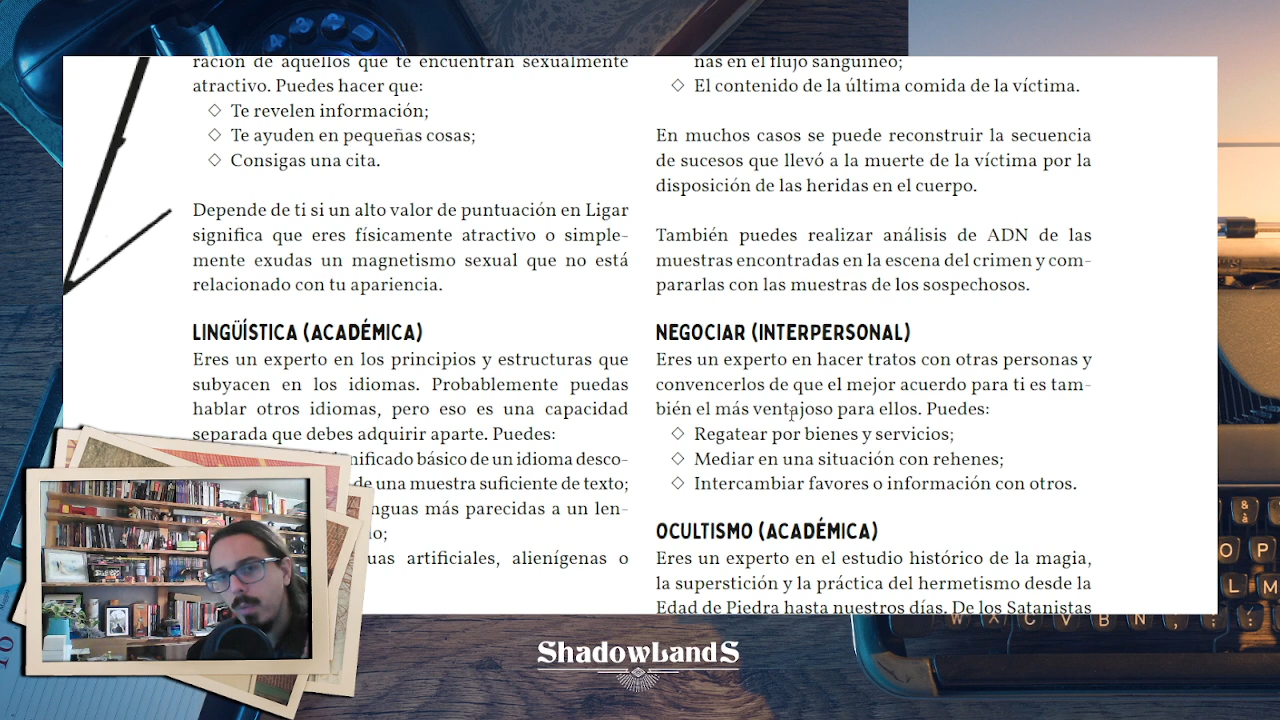 ración de aquellos que te encuentran sexualmente
atractivo. Puedes hacer que:
◇ Te revelen información;
◇ Te ayuden en pequeñas cosas;
◇ Consigas una cita.
Depende de ti si un alto valor de puntuación en Ligar
significa que eres físicamente atractivo o simple-
mente exudas un magnetismo sexual que no está
relacionado con tu apariencia.
LINGÜÍSTICA (ACADÉMICA)
Eres un experto en los principios y estructuras que
subyacen en los idiomas. Probablemente puedas
hablar otros idiomas, pero eso es una capacidad
separada que debes adquirir aparte. Puedes:
básico de un idioma desco-
de una muestra suficiente de texto;
más parecidas a un len-
artificiales, alienígenas o
nas en el flujo sanguíneo;
◇ El contenido de la última comida de la víctima.
En muchos casos se puede reconstruir la secuencia
de sucesos que llevó a la muerte de la víctima por la
disposición de las heridas en el cuerpo.
También puedes realizar análisis de ADN de las
muestras encontradas en la escena del crimen y com-
pararlas con las muestras de los sospechosos.
NEGOCIAR (INTERPERSONAL)
Eres un experto en hacer tratos con otras personas y
convencerlos de que el mejor acuerdo para ti es tam-
bién el más ventajoso para ellos. Puedes:
◇ Regatear por bienes y servicios;
◇ Mediar en una situación con rehenes;
◇ Intercambiar favores o información con otros.
OCULTISMO (ACADÉMICA)
Eres un experto en el estudio histórico de la magia,
la superstición y la práctica del hermetismo desde la
Edad de Piedra hasta nuestros días. De los Satanistas
O P
L M
W X C V B N
ShadowLandS